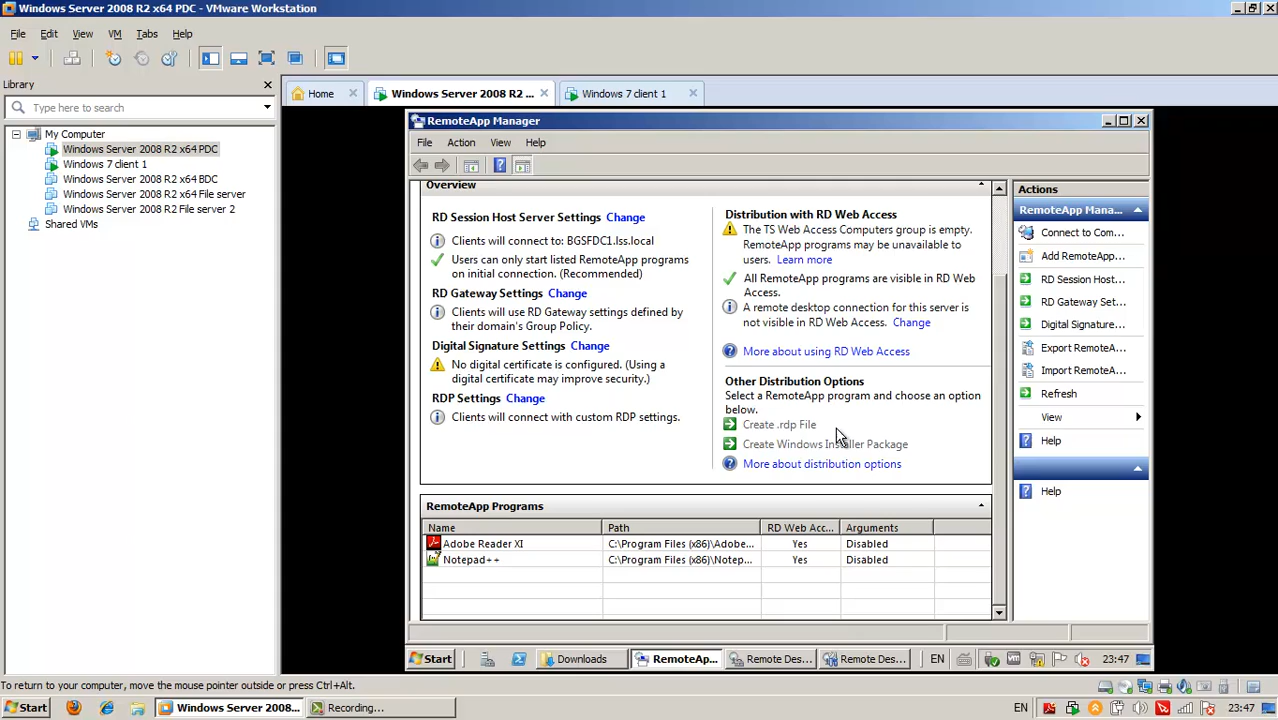 Windows Server 2008 R2 x64 PDC - VMware Workstation
File Edit View VM Tabs Help
Library
Type here to search
My Computer
Windows Server 2008 R2 x64 PDC
Windows 7 client 1
Windows Server 2008 R2 x64 BDC
Windows Server 2008 R2 x64 File server
Windows Server 2008 R2 File server 2
Shared VMs
Home
Windows Server 2008 R2 ...
Windows 7 client 1
RemoteApp Manager
File Action View Help
Overview
RD Session Host Server Settings Change
Clients will connect to: BGSFDC1.lss.local
Users can only start listed RemoteApp programs
on initial connection. (Recommended)
RD Gateway Settings Change
Clients will use RD Gateway settings defined by
their domain's Group Policy.
Digital Signature Settings Change
No digital certificate is configured. (Using a
digital certificate may improve security.)
RDP Settings Change
Clients will connect with custom RDP settings.
Distribution with RD Web Access
The TS Web Access Computers group is empty.
RemoteApp programs may be unavailable to
users. Learn more
All RemoteApp programs are visible in RD Web
Access.
A remote desktop connection for this server is
not visible in RD Web Access. Change
More about using RD Web Access
Other Distribution Options
Select a RemoteApp program and choose an option
below.
Create .rdp File
Create Windows Installer Package
More about distribution options
RemoteApp Programs
Name Path RD Web Acc... Arguments
Adobe Reader XI C:\Program Files (x86)\Adobe... Yes Disabled
Notepad++ C:\Program Files (x86)\Notep... Yes Disabled
Actions
RemoteApp Mana...
Connect to Com...
Add RemoteApp...
RD Session Host...
RD Gateway Set...
Digital Signature...
Export RemoteA...
Import RemoteA...
Refresh
View
Help
Help
Start Downloads RemoteAp... Remote Des... Remote Des... EN 23:47
To return to your computer, move the mouse pointer outside or press Ctrl+Alt.
Start Windows Server 2008... Recording... EN 23:47